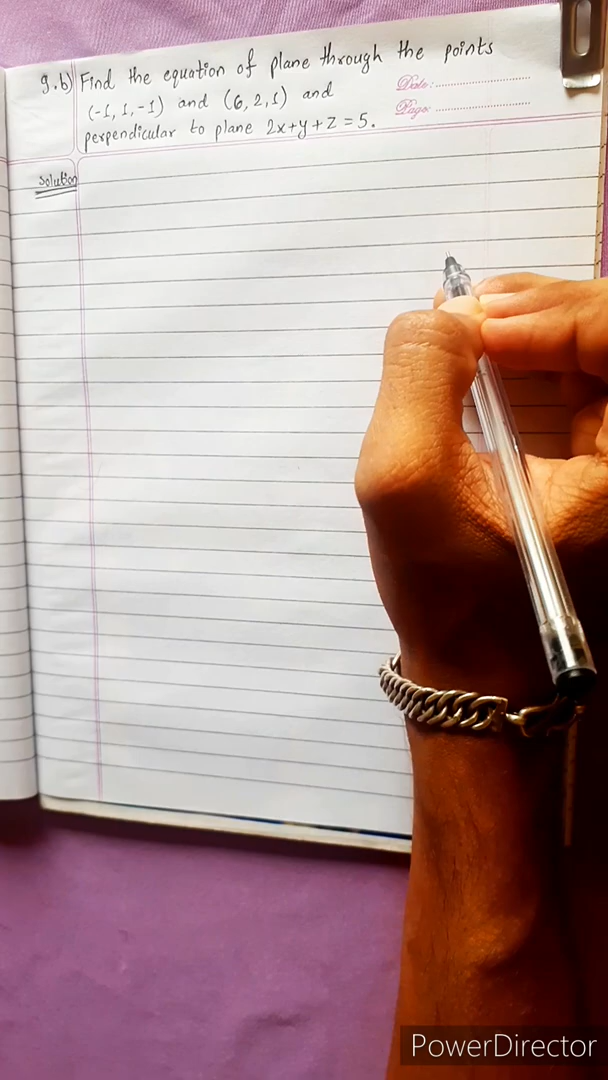 9.b) Find the equation of plane through the points
(-1, 1, -1) and (6, 2, 1) and
perpendicular to plane 2x+y+z=5.
Date:
Page:
Solution
PowerDirector